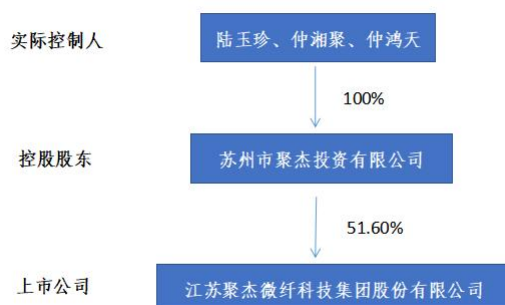 实际控制人
陆玉珍、仲湘聚、仲鸿天
100%
控股股东
苏州市聚杰投资有限公司
51.60%
上市公司
江苏聚杰微纤科技集团股份有限公司